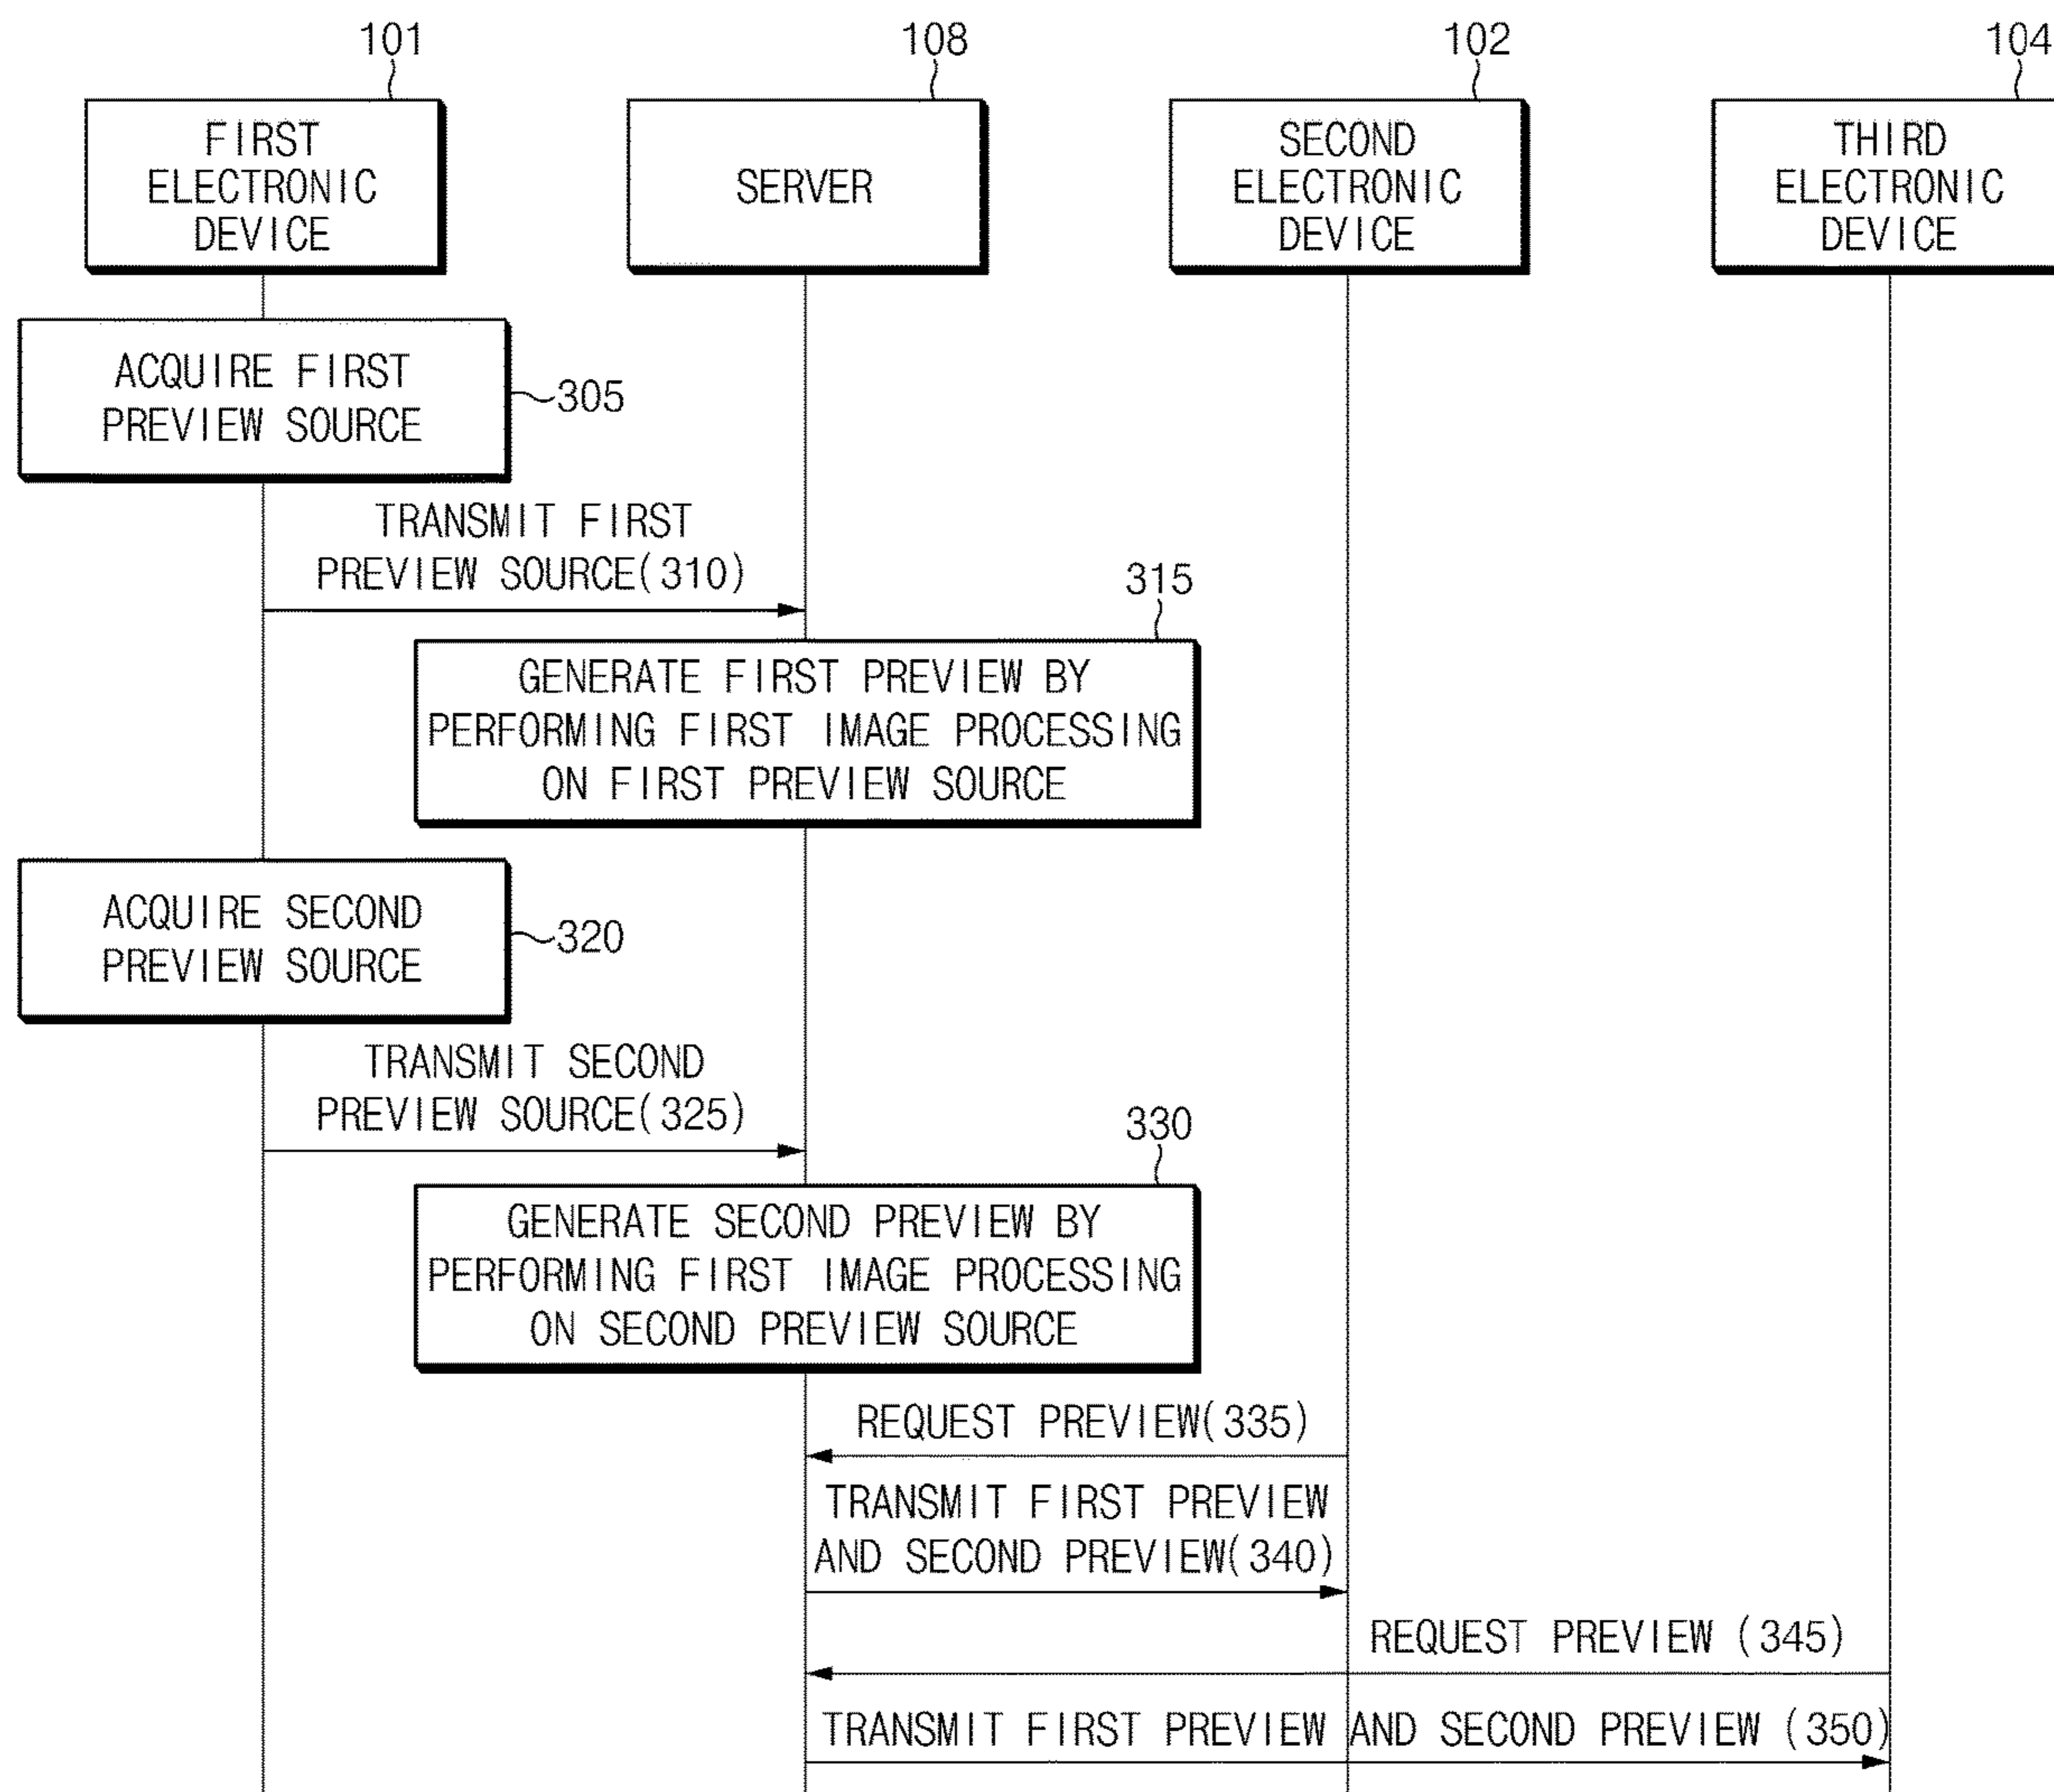 101
108
102
104
FIRST
ELECTRONIC
DEVICE
SERVER
SECOND
ELECTRONIC
DEVICE
THIRD
ELECTRONIC
DEVICE
ACQUIRE FIRST
PREVIEW SOURCE
305
TRANSMIT FIRST
PREVIEW SOURCE(310)
315
GENERATE FIRST PREVIEW BY
PERFORMING FIRST IMAGE PROCESSING
ON FIRST PREVIEW SOURCE
ACQUIRE SECOND
PREVIEW SOURCE
320
TRANSMIT SECOND
PREVIEW SOURCE(325)
330
GENERATE SECOND PREVIEW BY
PERFORMING FIRST IMAGE PROCESSING
ON SECOND PREVIEW SOURCE
REQUEST PREVIEW(335)
TRANSMIT FIRST PREVIEW
AND SECOND PREVIEW(340)
REQUEST PREVIEW (345)
TRANSMIT FIRST PREVIEW AND SECOND PREVIEW (350)